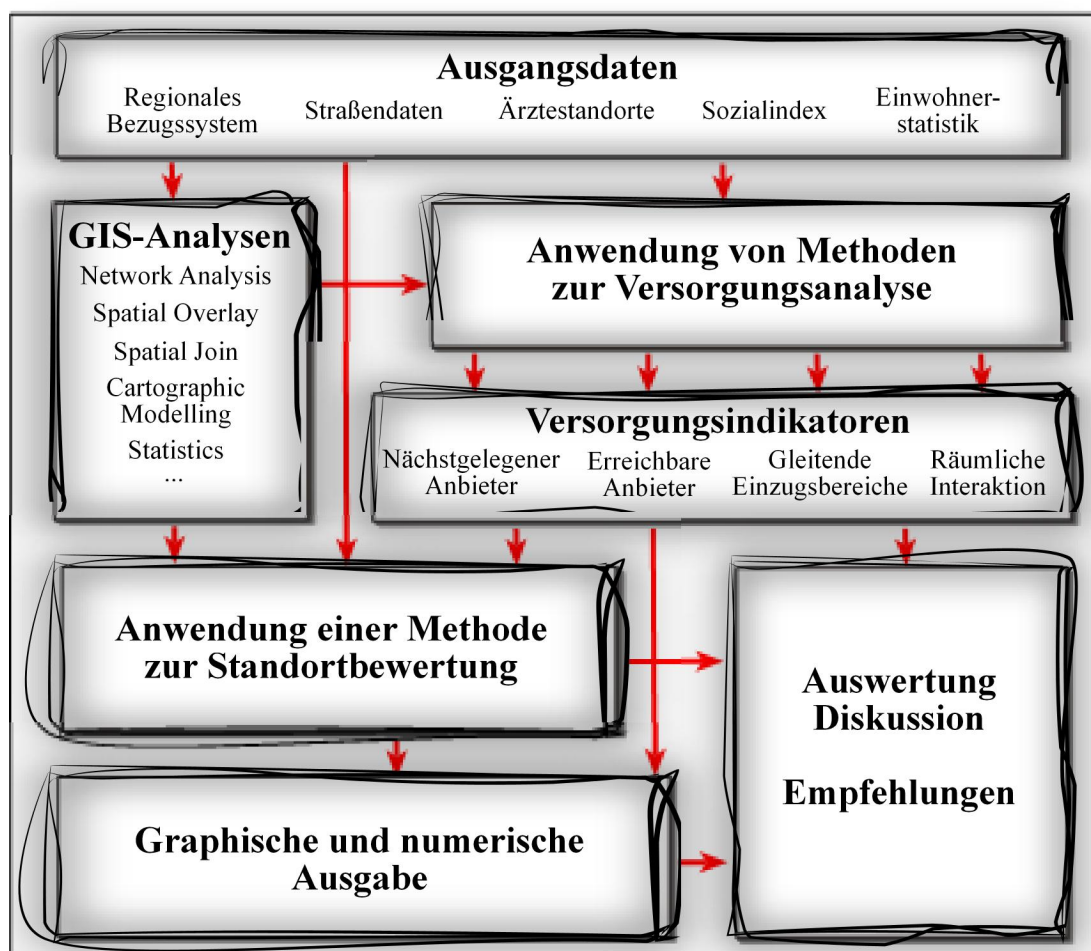 Ausgangsdaten
Regionales
Bezugssystem
Straßendaten
Ärztestandorte
Sozialindex
Einwohner-
statistik
GIS-Analysen
Network Analysis
Spatial Overlay
Spatial Join
Cartographic
Modelling
Statistics
...
Anwendung von Methoden
zur Versorgungsanalyse
Versorgungsindikatoren
Nächstgelegener
Anbieter
Erreichbare
Anbieter
Gleitende
Einzugsbereiche
Räumliche
Interaktion
Anwendung einer Methode
zur Standortbewertung
Auswertung
Diskussion
Empfehlungen
Graphische und numerische
Ausgabe